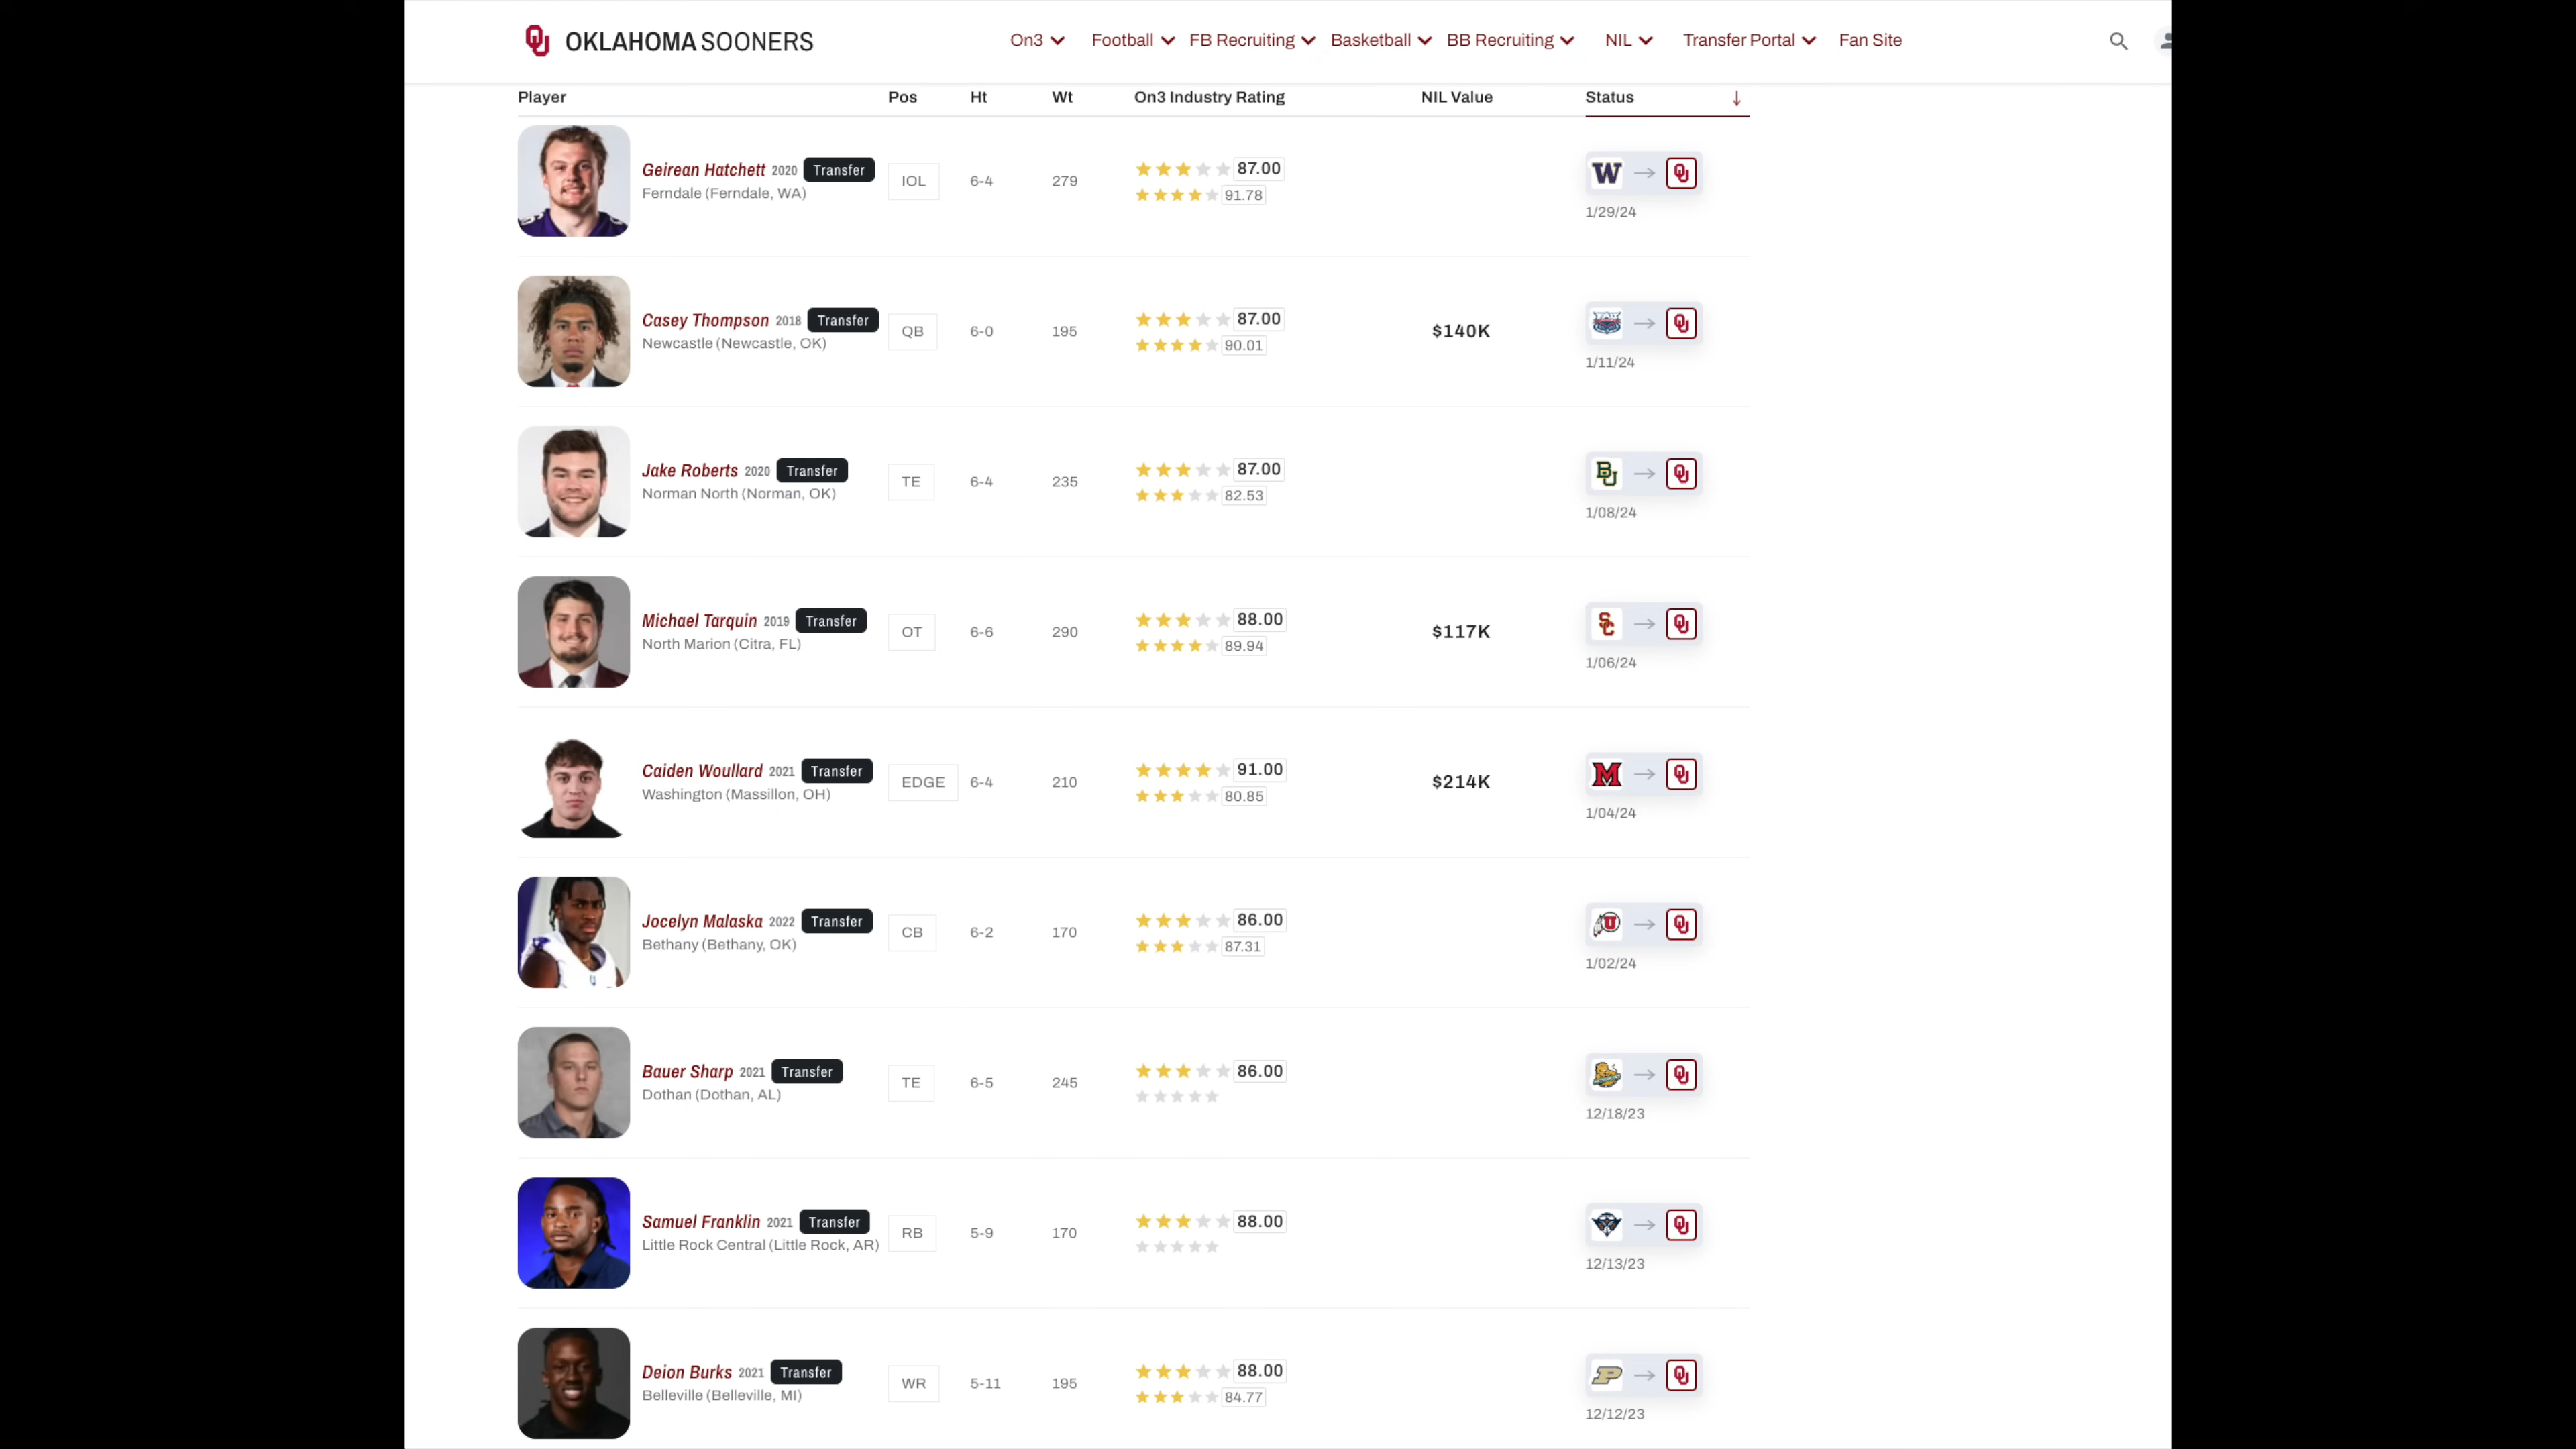 OKLAHOMA SOONERS
On3 Football FB Recruiting Basketball BB Recruiting NIL Transfer Portal Fan Site
Player Pos Ht Wt On3 Industry Rating NIL Value Status
Geirean Hatchett 2020 Transfer
Ferndale (Ferndale, WA)
IOL 6-4 279
87.00
91.78
1/29/24
Casey Thompson 2018 Transfer
Newcastle (Newcastle, OK)
QB 6-0 195
87.00
90.01
$140K
1/11/24
Jake Roberts 2020 Transfer
Norman North (Norman, OK)
TE 6-4 235
87.00
82.53
1/08/24
Michael Tarquin 2019 Transfer
North Marion (Citra, FL)
OT 6-6 290
88.00
89.94
$117K
1/06/24
Caiden Woullard 2021 Transfer
Washington (Massillon, OH)
EDGE 6-4 210
91.00
80.85
$214K
1/04/24
Jocelyn Malaska 2022 Transfer
Bethany (Bethany, OK)
CB 6-2 170
86.00
87.31
1/02/24
Bauer Sharp 2021 Transfer
Dothan (Dothan, AL)
TE 6-5 245
86.00
12/18/23
Samuel Franklin 2021 Transfer
Little Rock Central (Little Rock, AR)
RB 5-9 170
88.00
12/13/23
Deion Burks 2021 Transfer
Belleville (Belleville, MI)
WR 5-11 195
88.00
84.77
12/12/23